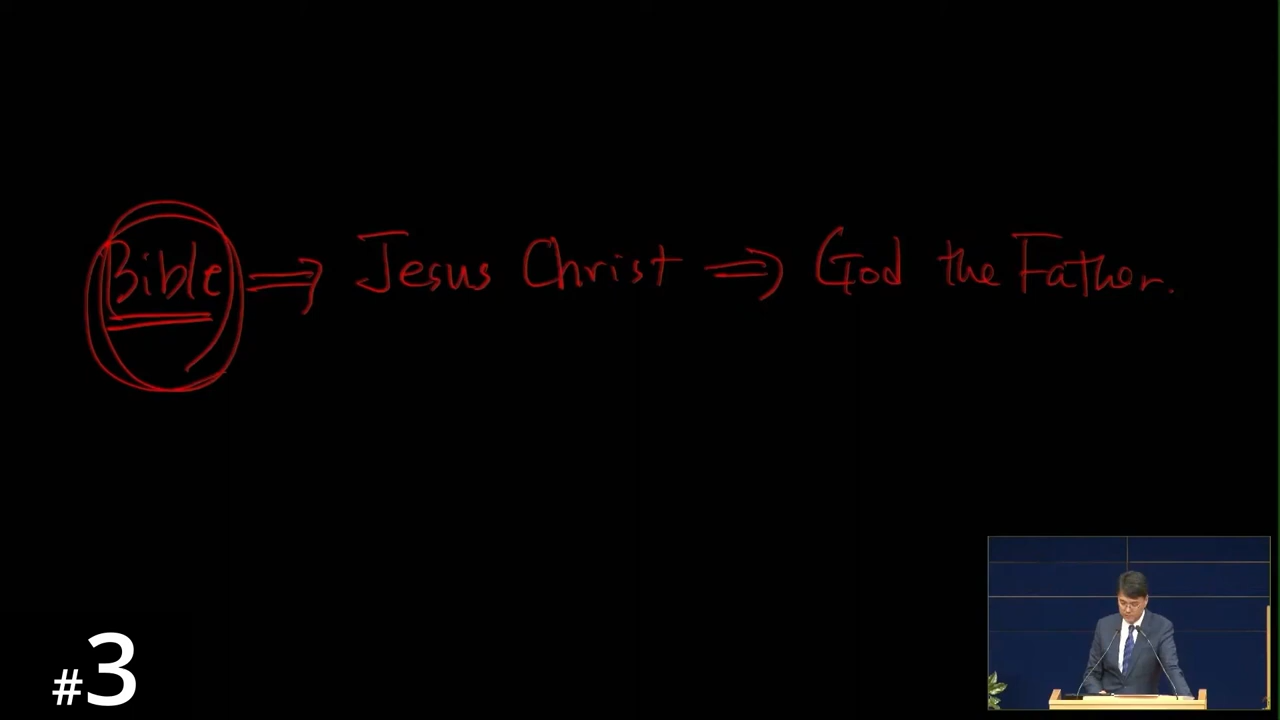 Bible ⇒ Jesus Christ ⇒ God the Father.
#3